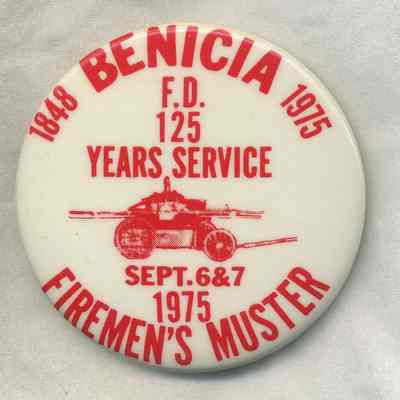 BENICIA
1848 1975
F.D.
125
YEARS SERVICE
SEPT. 6&7
1975
FIREMEN'S MUSTER